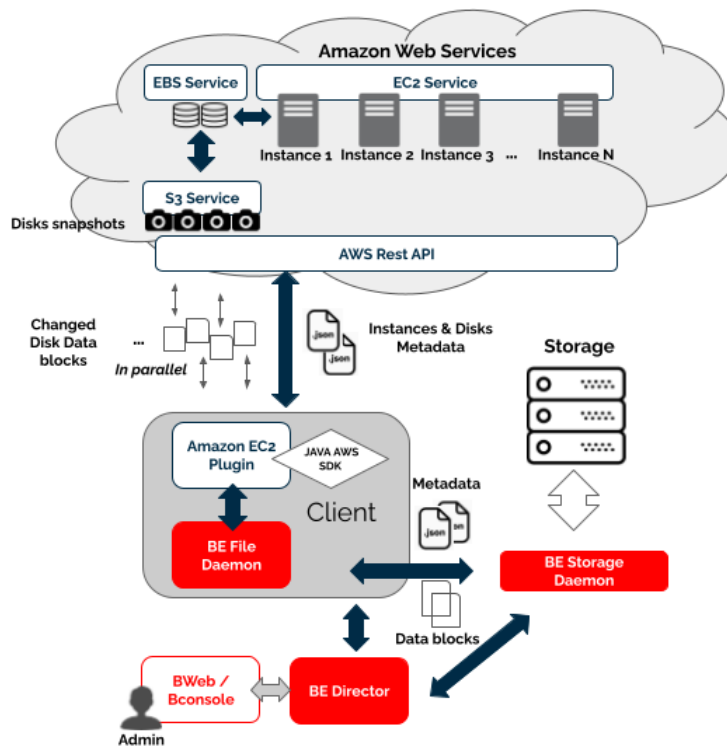 Amazon Web Services
EBS Service
EC2 Service
Instance 1
Instance 2
Instance 3
...
Instance N
S3 Service
Disks snapshots
AWS Rest API
Changed
Disk Data
blocks
...
In parallel
.json
.json
Instances & Disks
Metadata
Storage
Amazon EC2
Plugin
JAVA AWS
SDK
Client
Metadata
.json
.json
BE File
Daemon
BE Storage
Daemon
Data blocks
BWeb /
Bconsole
BE Director
Admin